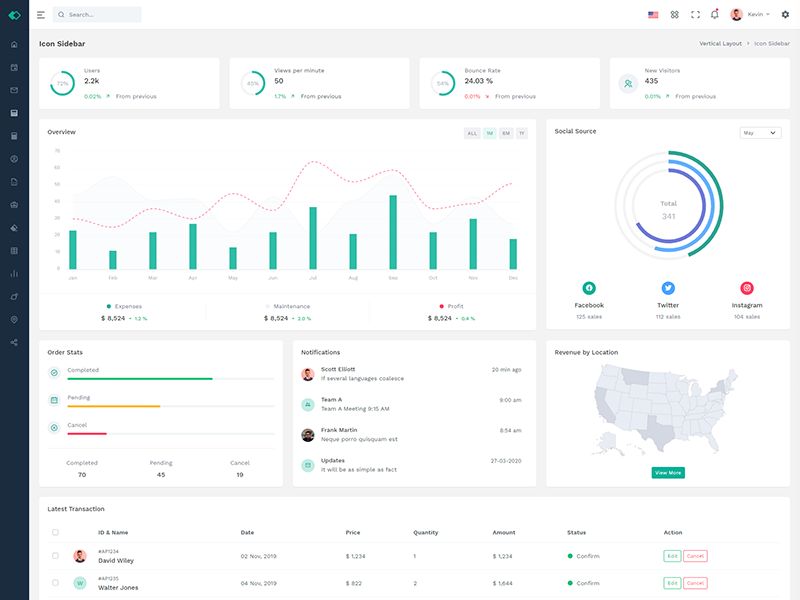 Search...
Kevin
Icon Sidebar
Vertical Layout > Icon Sidebar
72%
Users
2.2k
0.02% From previous
45%
Views per minute
50
1.7% From previous
54%
Bounce Rate
24.03 %
0.01% From previous
New Visitors
435
0.01% From previous
Overview
ALL 1M 6M 1Y
70
60
50
40
30
20
10
0
Jan Feb Mar Apr May Jun Jul Aug Sep Oct Nov Dec
Expenses
$ 8,524 1.2 %
Maintenance
$ 8,524 2.0 %
Profit
$ 8,524 0.4 %
Social Source
May
Total
341
Facebook
125 sales
Twitter
112 sales
Instagram
104 sales
Order Stats
Completed
Pending
Cancel
Completed Pending Cancel
70 45 19
Notifications
Scott Elliott 20 min ago
If several languages coalesce
Team A 9:00 am
Team A Meeting 9:15 AM
Frank Martin 8:54 am
Neque porro quisquam est
Updates 27-03-2020
It will be as simple as fact
Revenue by Location
View More
Latest Transaction
ID & Name Date Price Quantity Amount Status Action
#AP1234
David Wiley 02 Nov, 2019 $ 1,234 1 $ 1,234 Confirm Edit Cancel
#AP1235
W Walter Jones 04 Nov, 2019 $ 822 2 $ 1,644 Confirm Edit Cancel